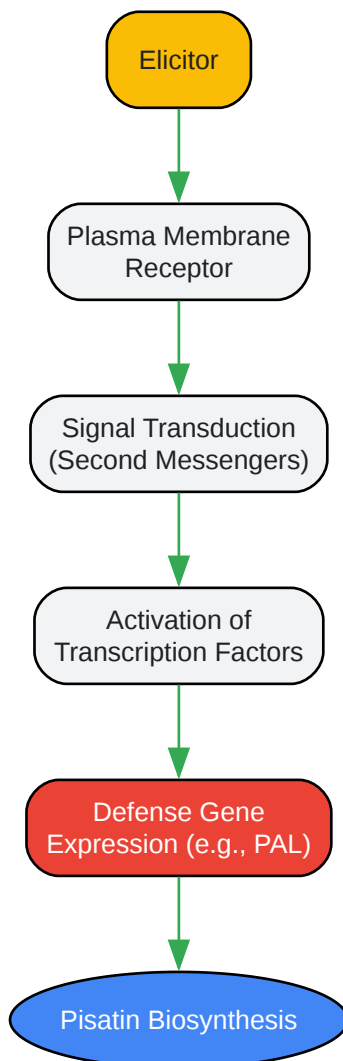 Elicitor
Plasma Membrane
Receptor
Signal Transduction
(Second Messengers)
Activation of
Transcription Factors
Defense Gene
Expression (e.g., PAL)
Pisatin Biosynthesis